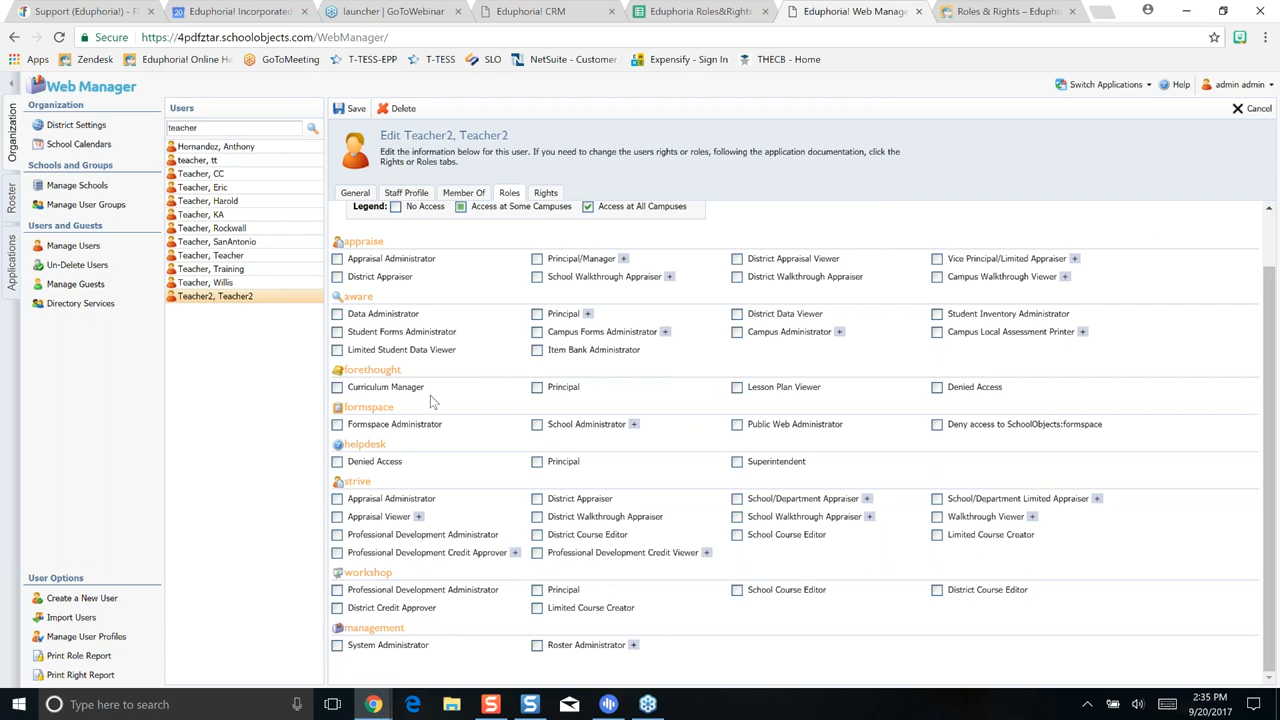 Support (Eduphoria!) - Fi
Eduphoria! Incorporated
launcher | GoToWebinar
Eduphoria! CRM
Eduphoria Roles&Rights
Eduphoria! Web Manage
Roles & Rights – Eduphor
Secure https://4pdfztar.schoolobjects.com/WebManager/
Apps Zendesk Eduphoria! Online He GoToMeeting T-TESS-EPP T-TESS SLO NetSuite - Customer Expensify - Sign In THECB - Home
Web Manager
Switch Applications Help admin admin
Organization
Roster
Applications
Organization
District Settings
School Calendars
Schools and Groups
Manage Schools
Manage User Groups
Users and Guests
Manage Users
Un-Delete Users
Manage Guests
Directory Services
User Options
Create a New User
Import Users
Manage User Profiles
Print Role Report
Print Right Report
Users
teacher
Hernandez, Anthony
teacher, tt
Teacher, CC
Teacher, Eric
Teacher, Harold
Teacher, KA
Teacher, Rockwall
Teacher, SanAntonio
Teacher, Teacher
Teacher, Training
Teacher, Willis
Teacher2, Teacher2
Save Delete Cancel
Edit Teacher2, Teacher2
Edit the information below for this user. If you need to change the users rights or roles, following the application documentation, click the
Rights or Roles tabs.
General Staff Profile Member Of Roles Rights
Legend: No Access Access at Some Campuses Access at All Campuses
appraise
Appraisal Administrator Principal/Manager + District Appraisal Viewer Vice Principal/Limited Appraiser +
District Appraiser School Walkthrough Appraiser + District Walkthrough Appraiser Campus Walkthrough Viewer +
aware
Data Administrator Principal + District Data Viewer Student Inventory Administrator
Student Forms Administrator Campus Forms Administrator + Campus Administrator + Campus Local Assessment Printer +
Limited Student Data Viewer Item Bank Administrator
forethought
Curriculum Manager Principal Lesson Plan Viewer Denied Access
formspace
Formspace Administrator School Administrator + Public Web Administrator Deny access to SchoolObjects:formspace
helpdesk
Denied Access Principal Superintendent
strive
Appraisal Administrator District Appraiser School/Department Appraiser + School/Department Limited Appraiser +
Appraisal Viewer + District Walkthrough Appraiser School Walkthrough Appraiser + Walkthrough Viewer +
Professional Development Administrator District Course Editor School Course Editor Limited Course Creator
Professional Development Credit Approver + Professional Development Credit Viewer +
workshop
Professional Development Administrator Principal School Course Editor District Course Editor
District Credit Approver Limited Course Creator
management
System Administrator Roster Administrator +
Type here to search
2:35 PM
9/20/2017